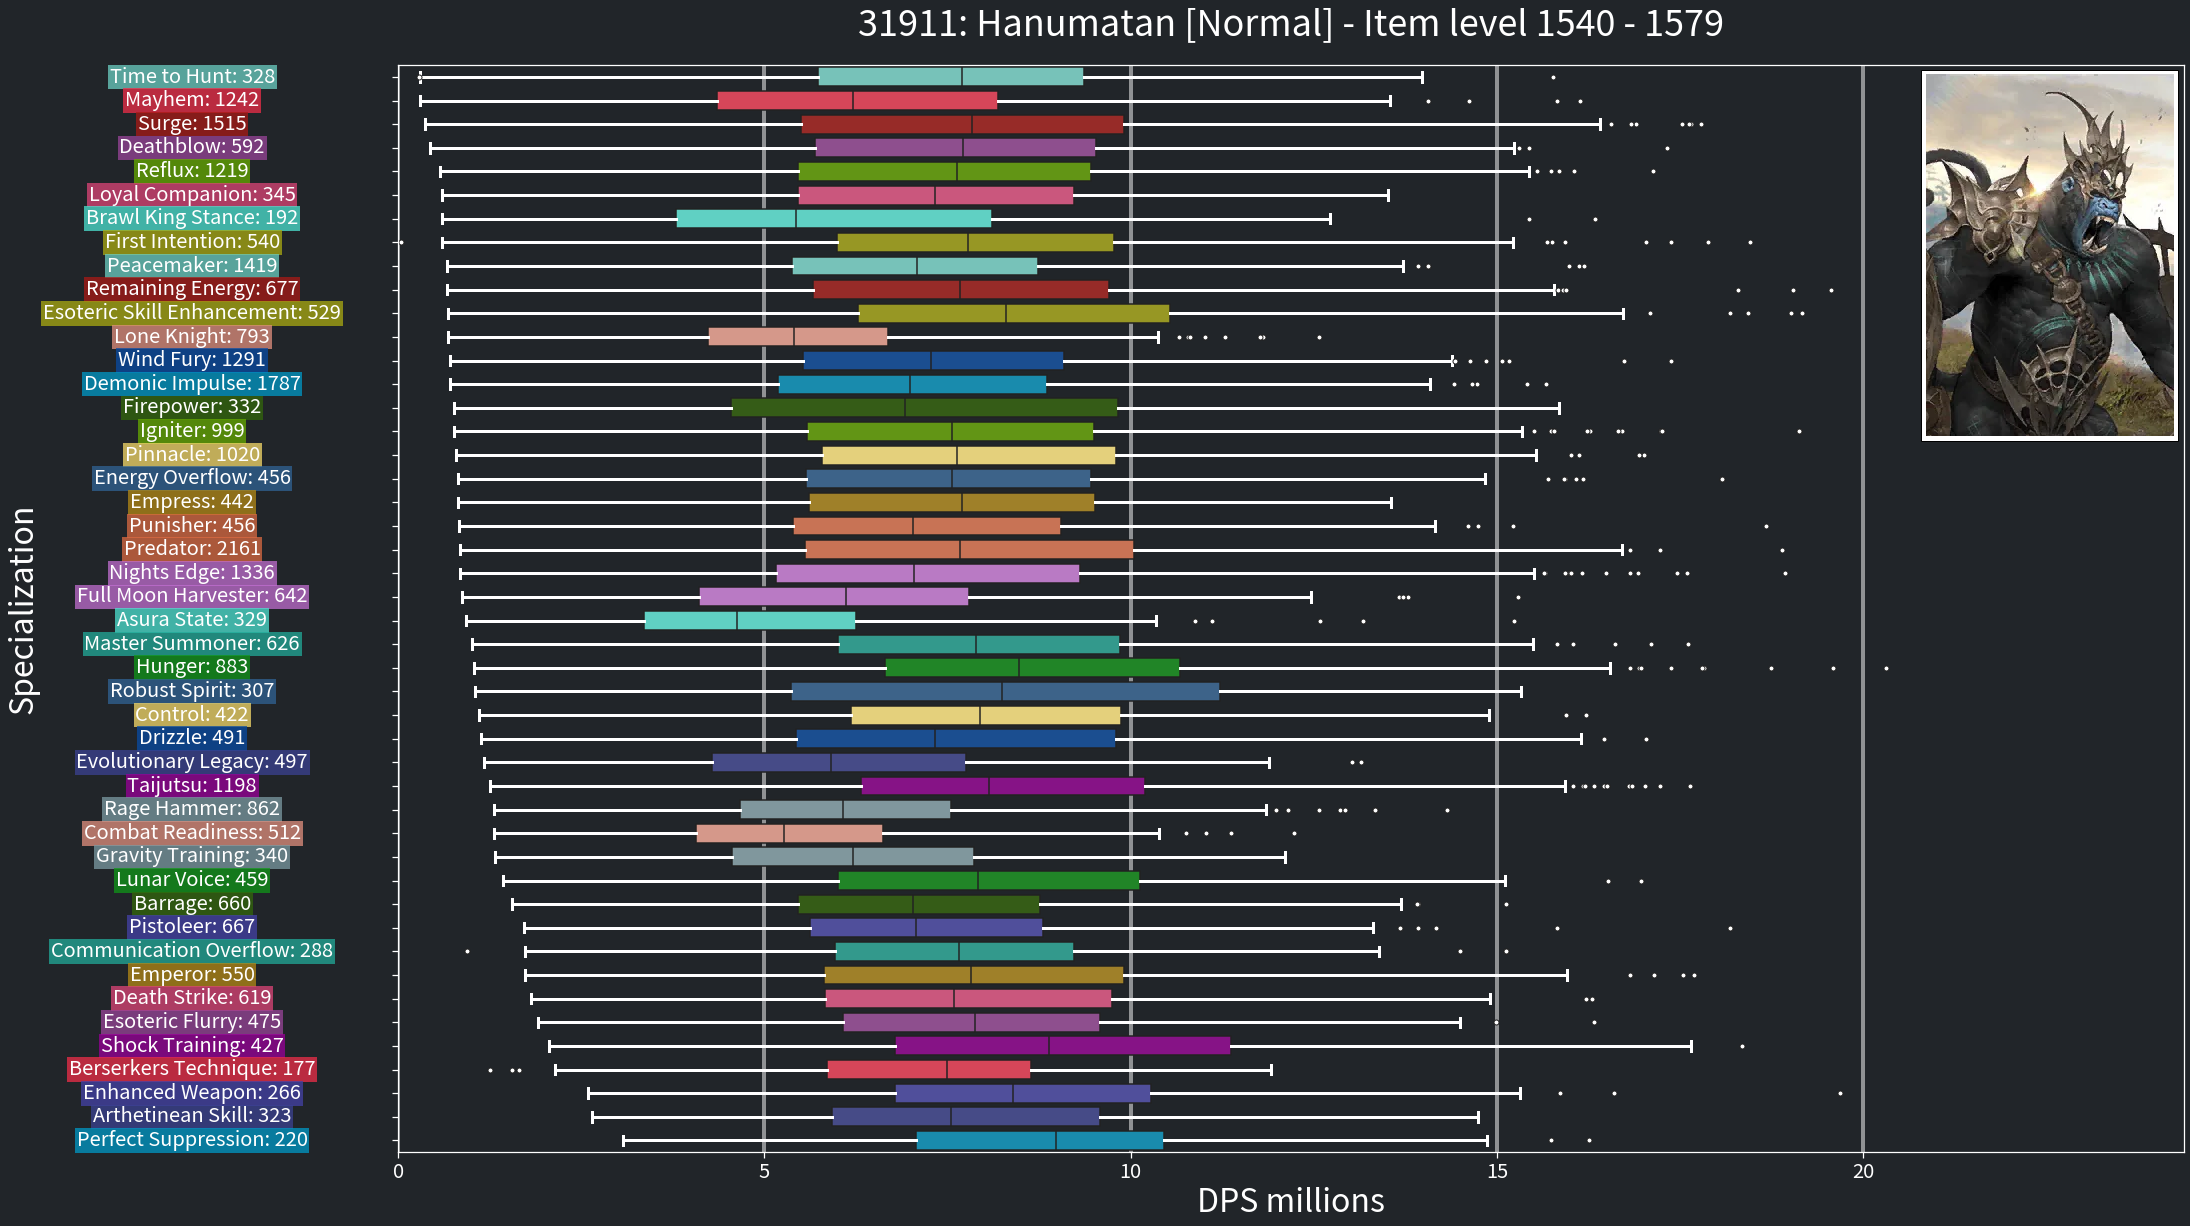 31911: Hanumatan [Normal] - Item level 1540 - 1579
Time to Hunt: 328
Mayhem: 1242
Surge: 1515
Deathblow: 592
Reflux: 1219
Loyal Companion: 345
Brawl King Stance: 192
First Intention: 540
Peacemaker: 1419
Remaining Energy: 677
Esoteric Skill Enhancement: 529
Lone Knight: 793
Wind Fury: 1291
Demonic Impulse: 1787
Firepower: 332
Igniter: 999
Pinnacle: 1020
Energy Overflow: 456
Empress: 442
Punisher: 456
Predator: 2161
Nights Edge: 1336
Full Moon Harvester: 642
Asura State: 329
Master Summoner: 626
Hunger: 883
Robust Spirit: 307
Control: 422
Drizzle: 491
Evolutionary Legacy: 497
Taijutsu: 1198
Rage Hammer: 862
Combat Readiness: 512
Gravity Training: 340
Lunar Voice: 459
Barrage: 660
Pistoleer: 667
Communication Overflow: 288
Emperor: 550
Death Strike: 619
Esoteric Flurry: 475
Shock Training: 427
Berserkers Technique: 177
Enhanced Weapon: 266
Arthetinean Skill: 323
Perfect Suppression: 220
Specialization
0 5 10 15 20
DPS millions